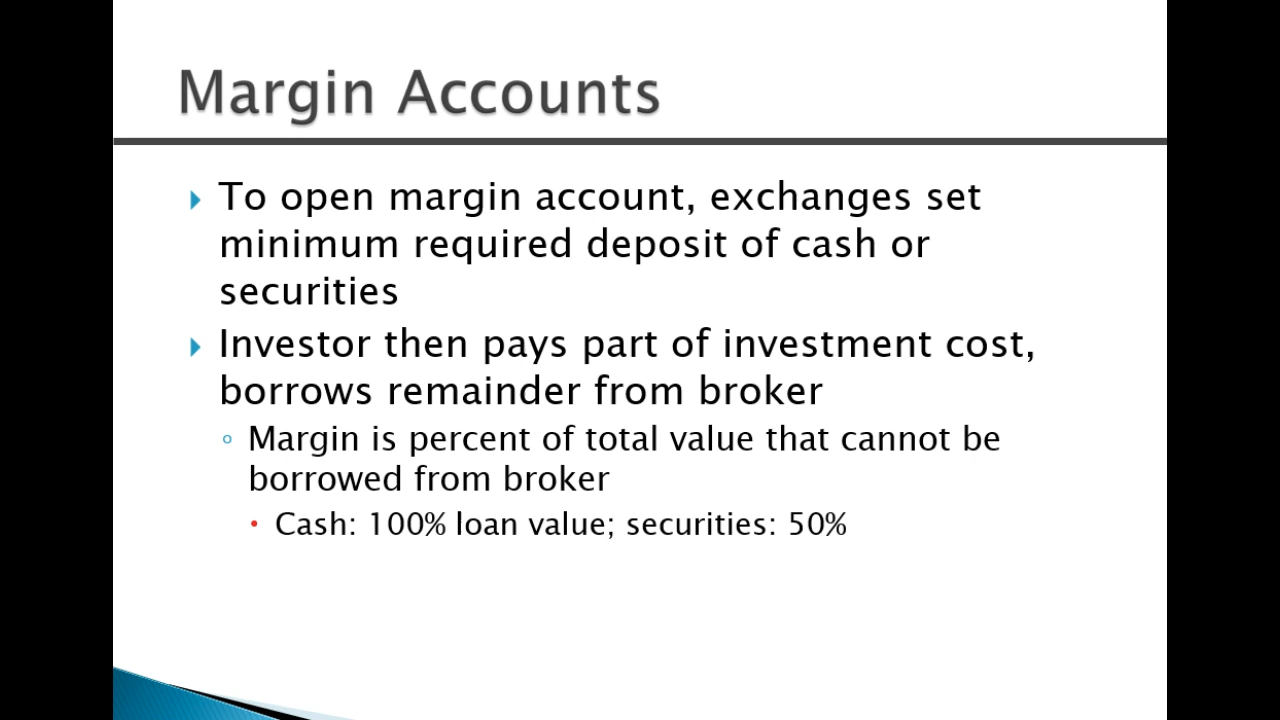 Margin Accounts
To open margin account, exchanges set
minimum required deposit of cash or
securities
Investor then pays part of investment cost,
borrows remainder from broker
Margin is percent of total value that cannot be
borrowed from broker
Cash: 100% loan value; securities: 50%